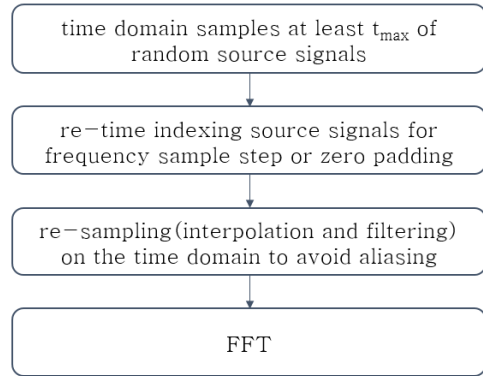 time domain samples at least t_max of
random source signals
re-time indexing source signals for
frequency sample step or zero padding
re-sampling(interpolation and filtering)
on the time domain to avoid aliasing
FFT